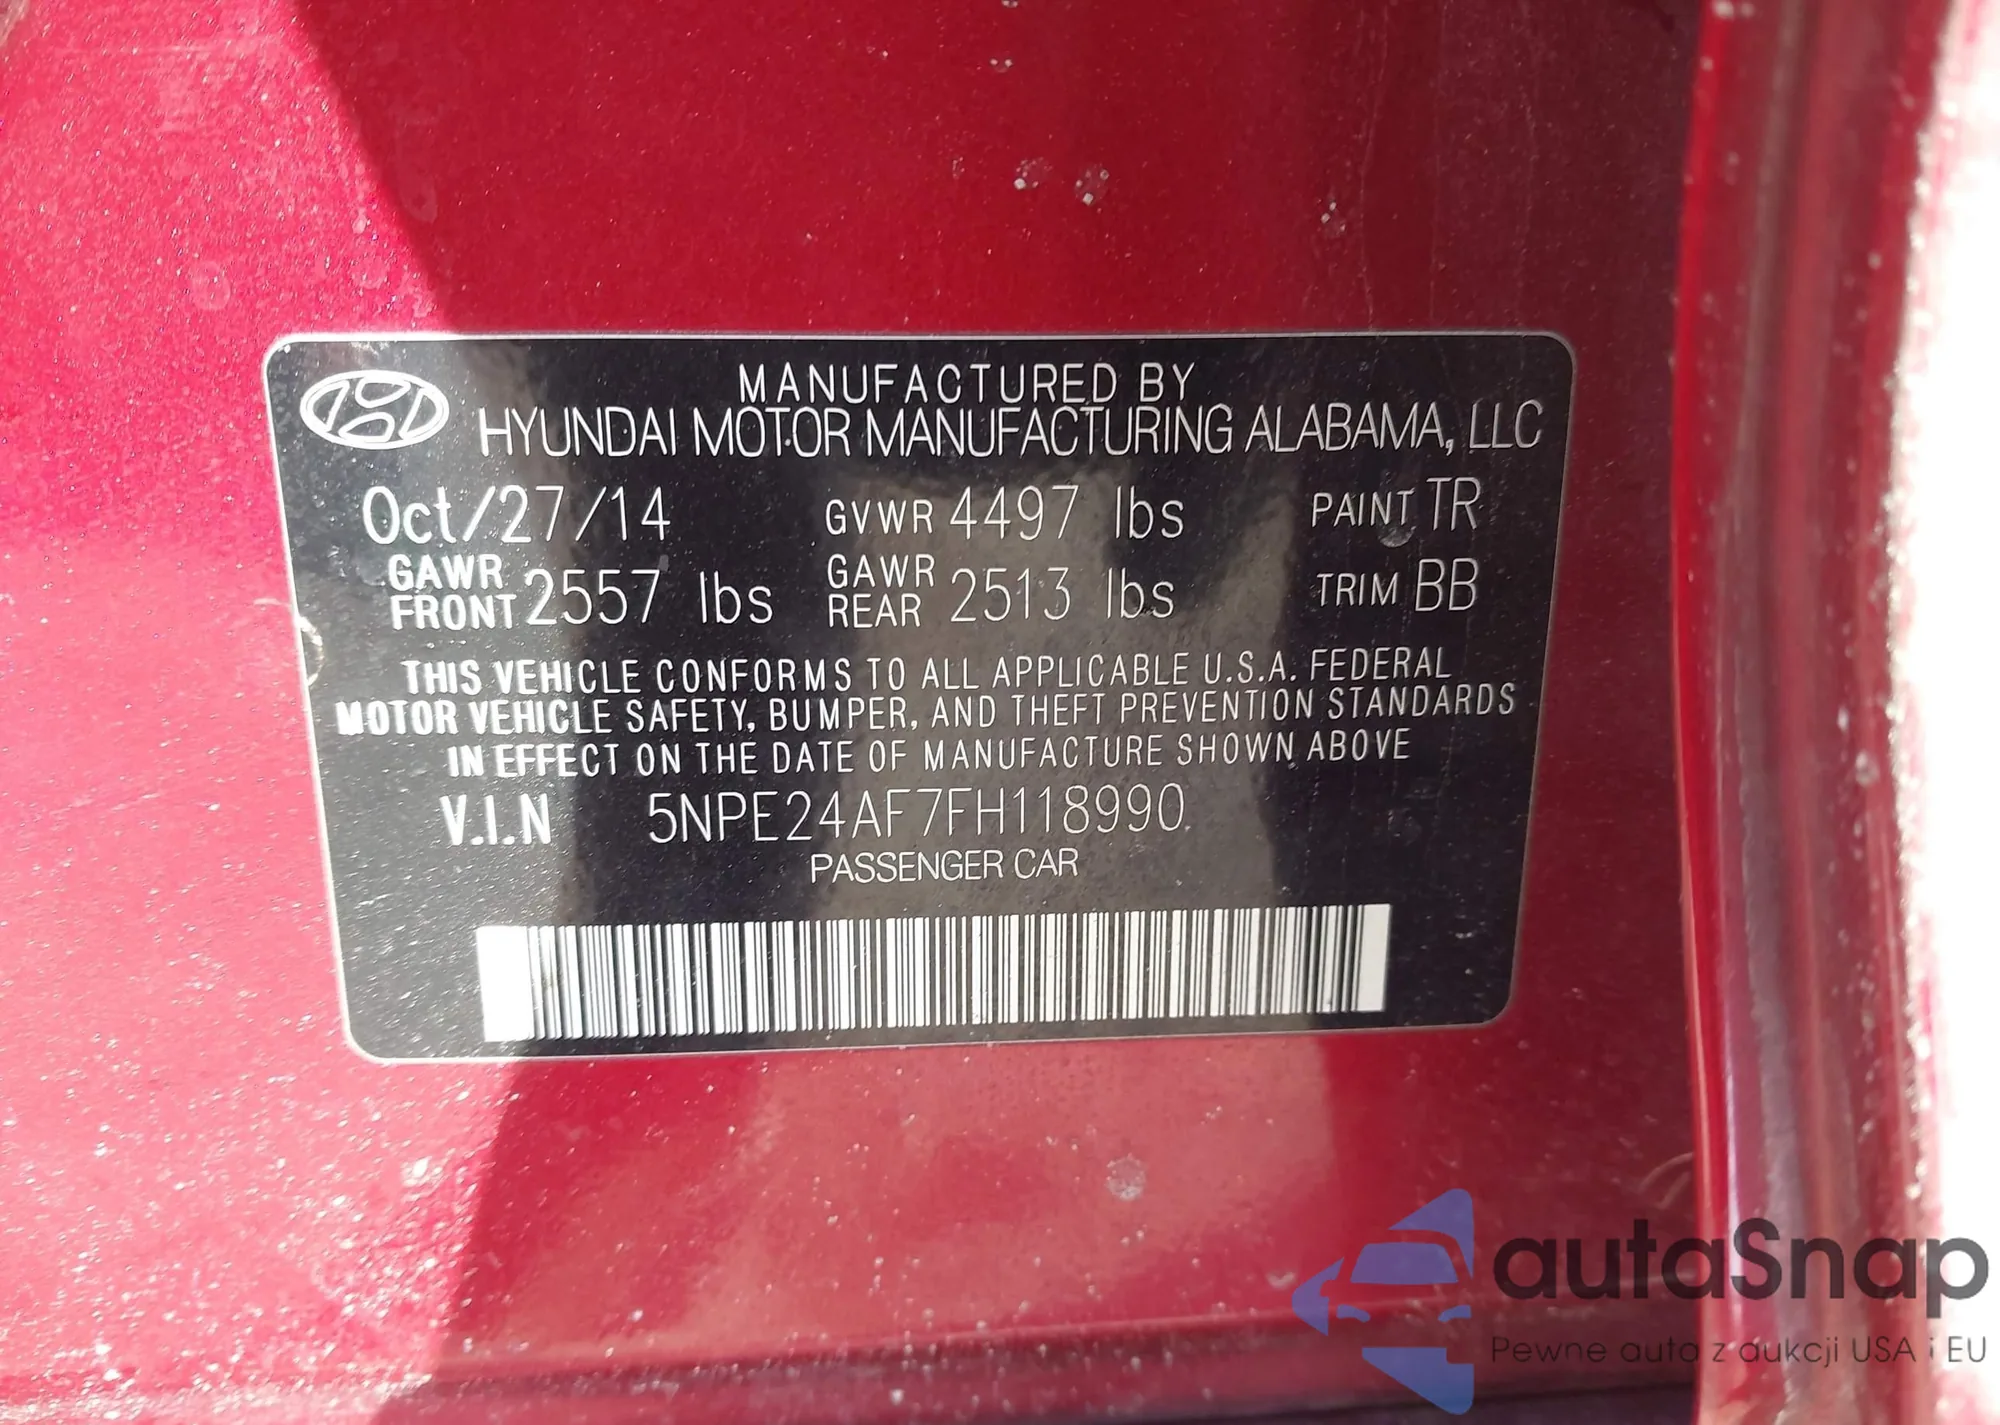 MANUFACTURED BY
HYUNDAI MOTOR MANUFACTURING ALABAMA, LLC
Oct/27/14 GVWR 4497 lbs PAINT TR
GAWR FRONT 2557 lbs GAWR REAR 2513 lbs TRIM BB
THIS VEHICLE CONFORMS TO ALL APPLICABLE U.S.A. FEDERAL
MOTOR VEHICLE SAFETY, BUMPER, AND THEFT PREVENTION STANDARDS
IN EFFECT ON THE DATE OF MANUFACTURE SHOWN ABOVE
V.I.N 5NPE24AF7FH118990
PASSENGER CAR
autaSnap
Pewne auta z aukcji USA i EU